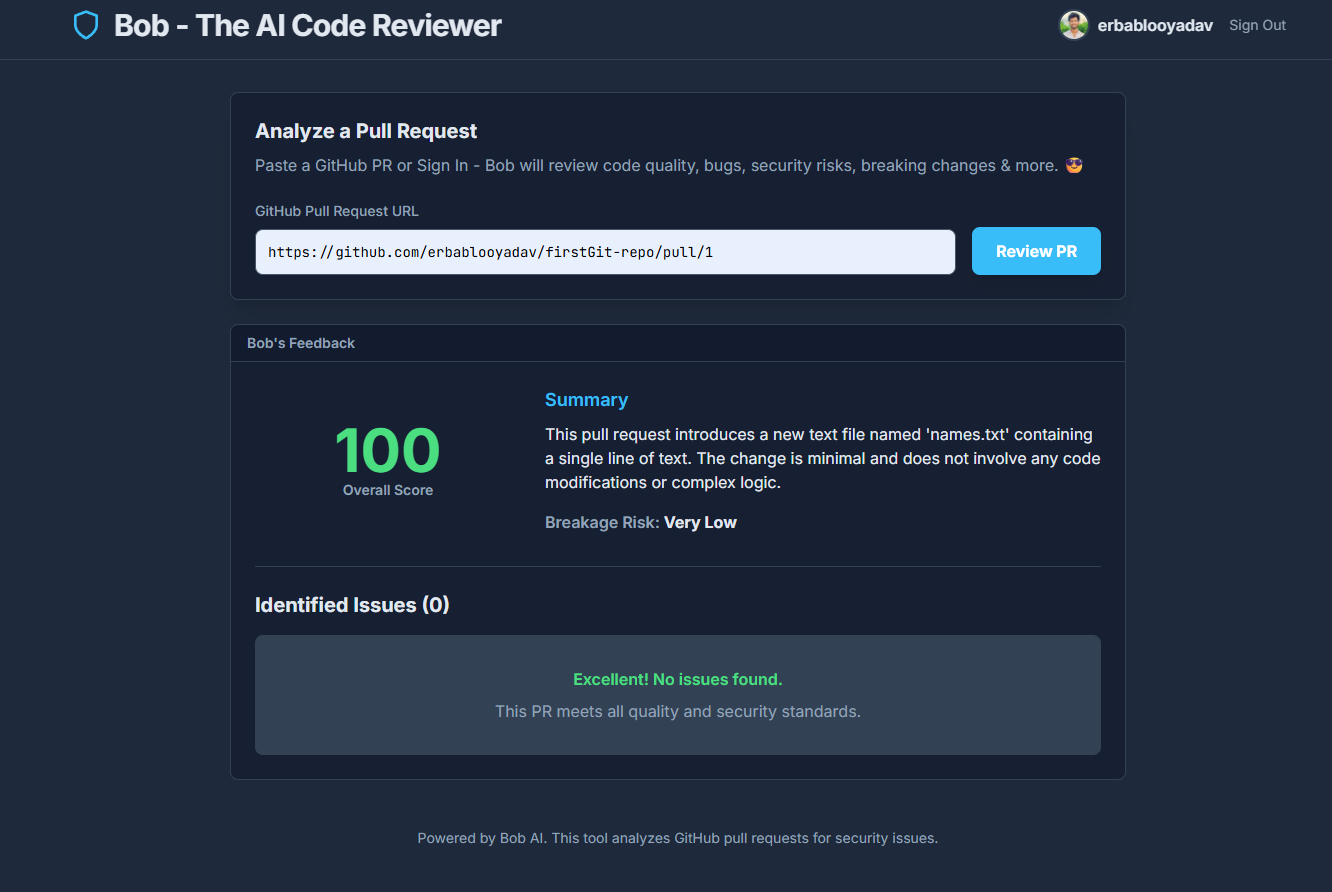 Bob - The AI Code Reviewer
erbablooyadav
Sign Out
Analyze a Pull Request
Paste a GitHub PR or Sign In - Bob will review code quality, bugs, security risks, breaking changes & more. 😎
GitHub Pull Request URL
https://github.com/erbablooyadav/firstGit-repo/pull/1
Review PR
Bob's Feedback
100
Overall Score
Summary
This pull request introduces a new text file named 'names.txt' containing
a single line of text. The change is minimal and does not involve any code
modifications or complex logic.
Breakage Risk: Very Low
Identified Issues (0)
Excellent! No issues found.
This PR meets all quality and security standards.
Powered by Bob AI. This tool analyzes GitHub pull requests for security issues.